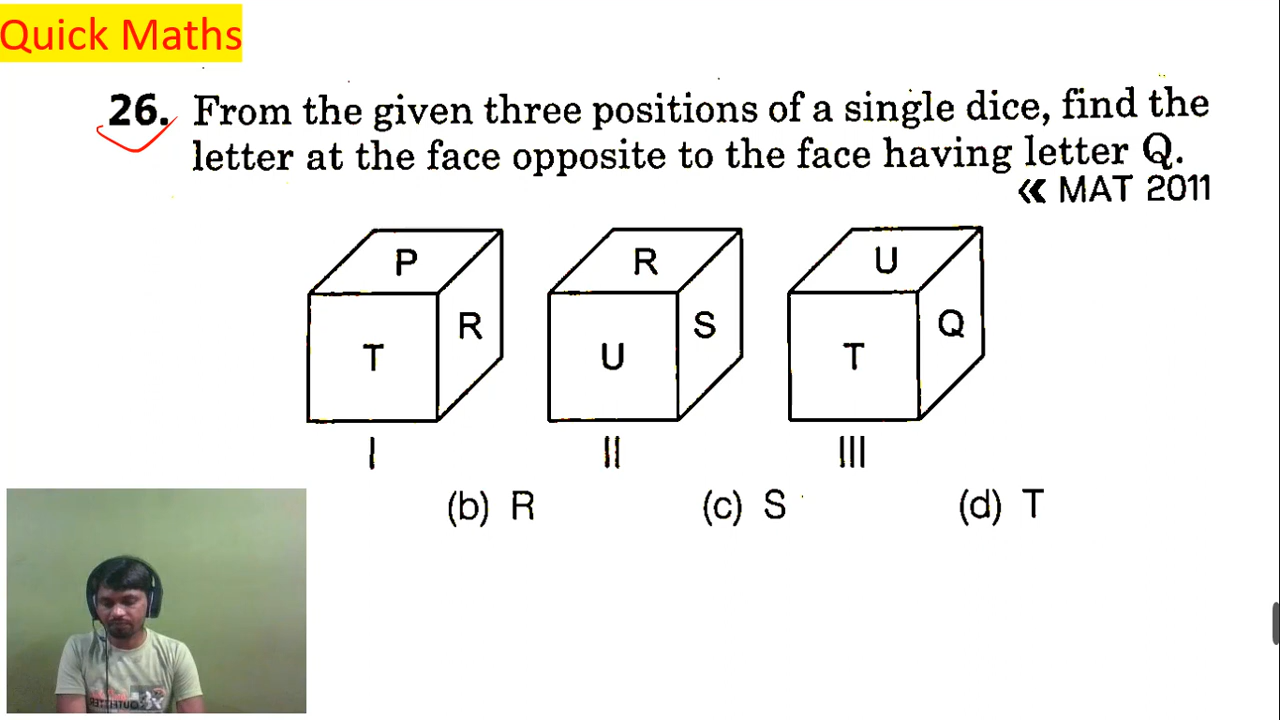 Quick Maths
26. From the given three positions of a single dice, find the
letter at the face opposite to the face having letter Q.
« MAT 2011
P R U
T R U S T Q
I II III
(b) R (c) S (d) T